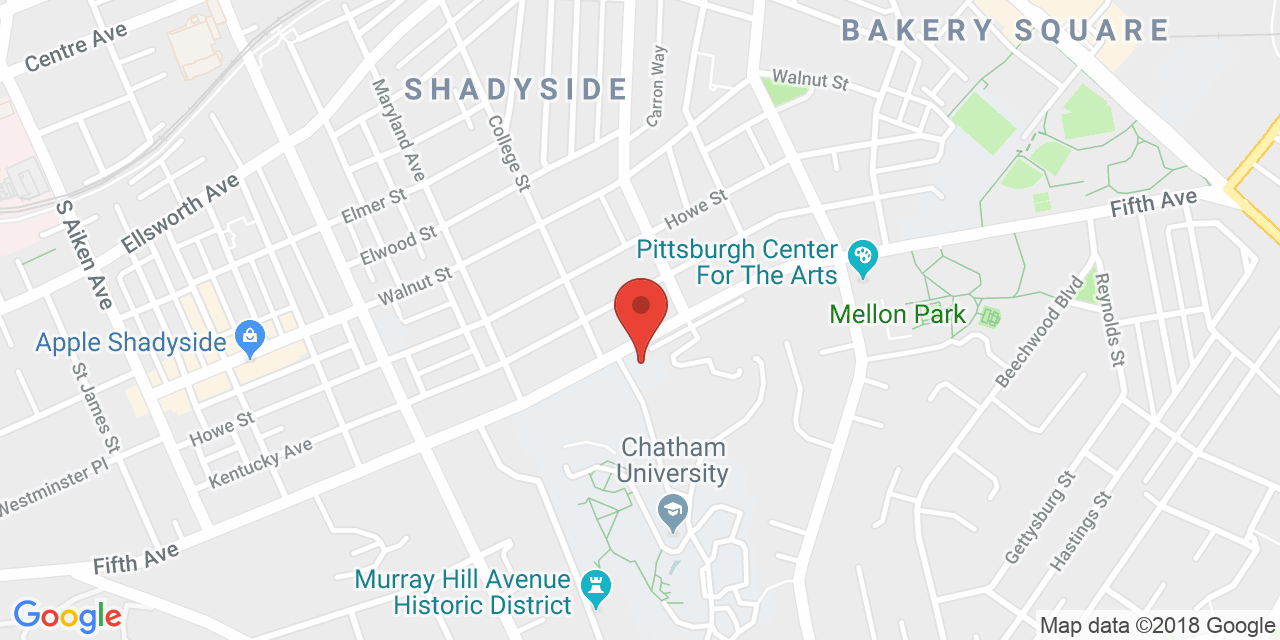 Centre Ave
BAKERY SQUARE
SHADYSIDE
Walnut St
Carron Way
Maryland Ave
College St
Ellsworth Ave
S Aiken Ave
Elmer St
Howe St
Fifth Ave
Elwood St
Pittsburgh Center
For The Arts
Walnut St
Mellon Park
Reynolds St
Beechwood Blvd
Apple Shadyside
St James St
Howe St
Kentucky Ave
Westminster Pl
Chatham
University
Gettysburg St
Hastings St
Fifth Ave
Murray Hill Avenue
Historic District
Google
Map data ©2018 Google